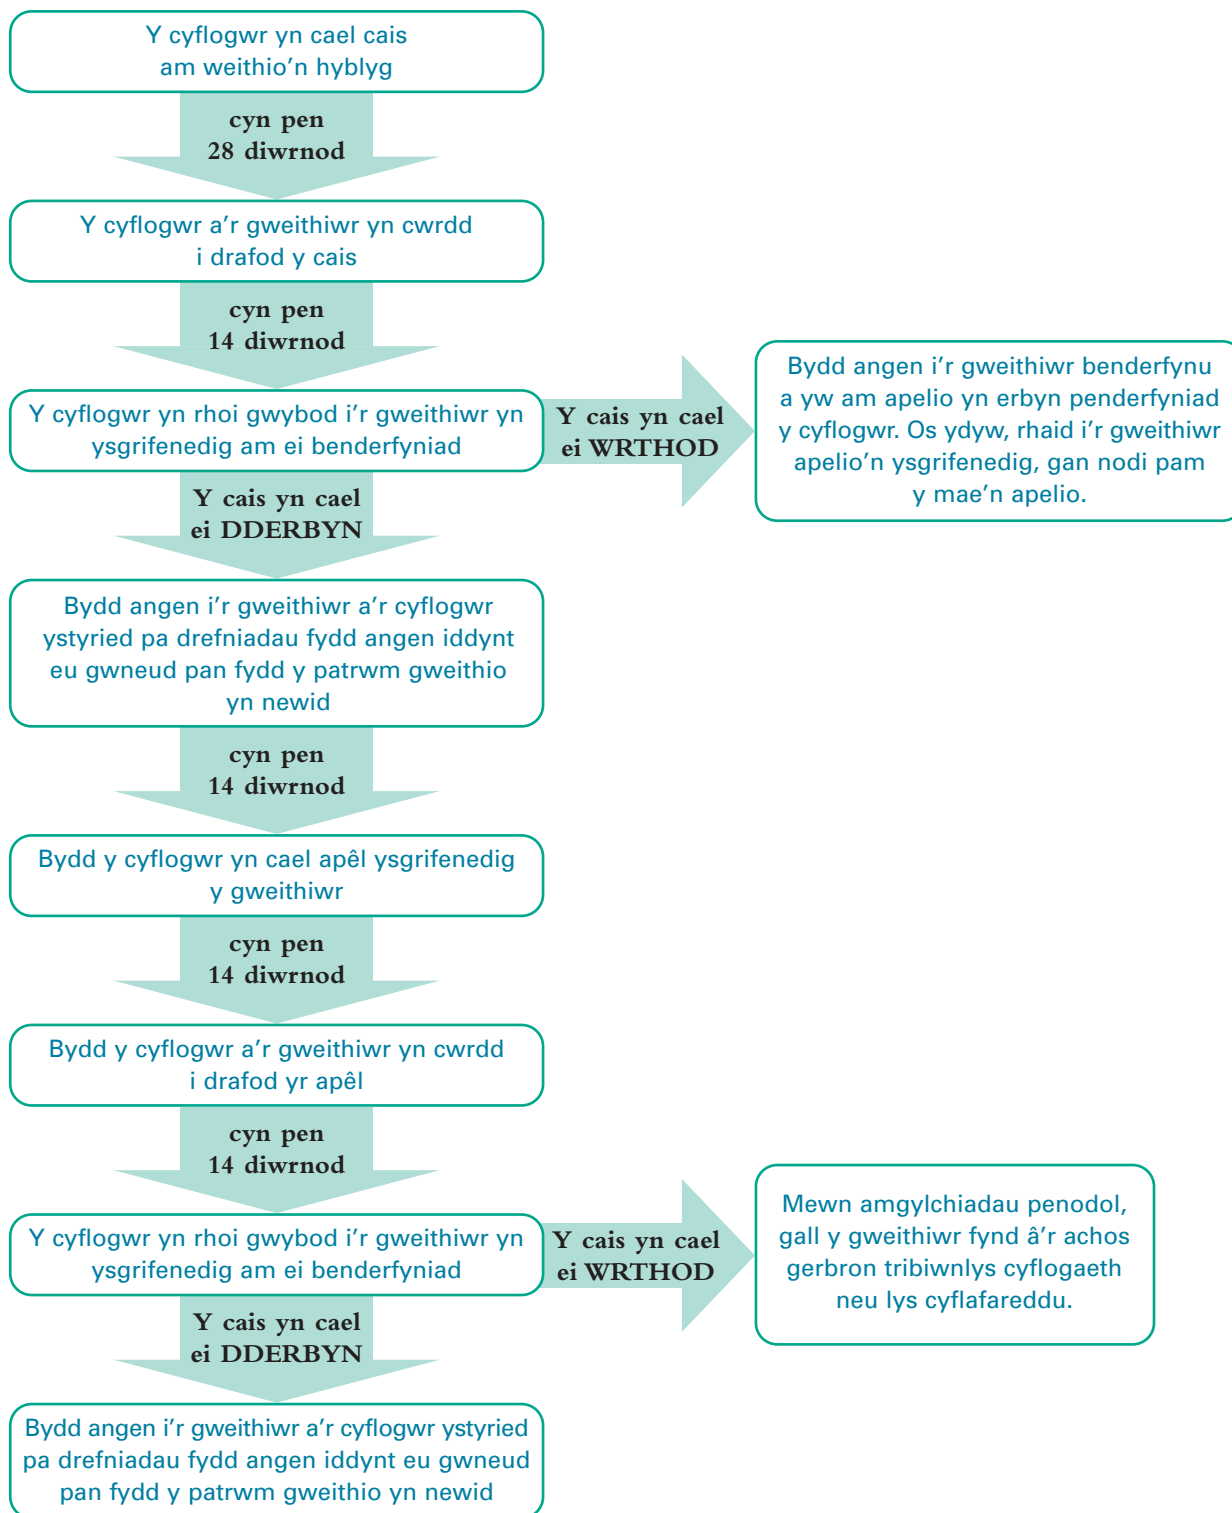 Y cyflogwr yn cael cais
am weithio'n hyblyg
cyn pen
28 diwrnod
Y cyflogwr a'r gweithiwr yn cwrdd
i drafod y cais
cyn pen
14 diwrnod
Y cyflogwr yn rhoi gwybod i'r gweithiwr yn
ysgrifenedig am ei benderfyniad
Y cais yn cael
ei WRTHOD
Bydd angen i'r gweithiwr benderfynu
a yw am apelio yn erbyn penderfyniad
y cyflogwr. Os ydyw, rhaid i'r gweithiwr
apelio'n ysgrifenedig, gan nodi pam
y mae'n apelio.
Y cais yn cael
ei DDERBYN
Bydd angen i'r gweithiwr a'r cyflogwr
ystyried pa drefniadau fydd angen iddynt
eu gwneud pan fydd y patrwm gweithio
yn newid
cyn pen
14 diwrnod
Bydd y cyflogwr yn cael apêl ysgrifenedig
y gweithiwr
cyn pen
14 diwrnod
Bydd y cyflogwr a'r gweithiwr yn cwrdd
i drafod yr apêl
cyn pen
14 diwrnod
Y cyflogwr yn rhoi gwybod i'r gweithiwr yn
ysgrifenedig am ei benderfyniad
Y cais yn cael
ei WRTHOD
Mewn amgylchiadau penodol,
gall y gweithiwr fynd â'r achos
gerbron tribiwnlys cyflogaeth
neu lys cyflafareddu.
Y cais yn cael
ei DDERBYN
Bydd angen i'r gweithiwr a'r cyflogwr ystyried
pa drefniadau fydd angen iddynt eu gwneud
pan fydd y patrwm gweithio yn newid